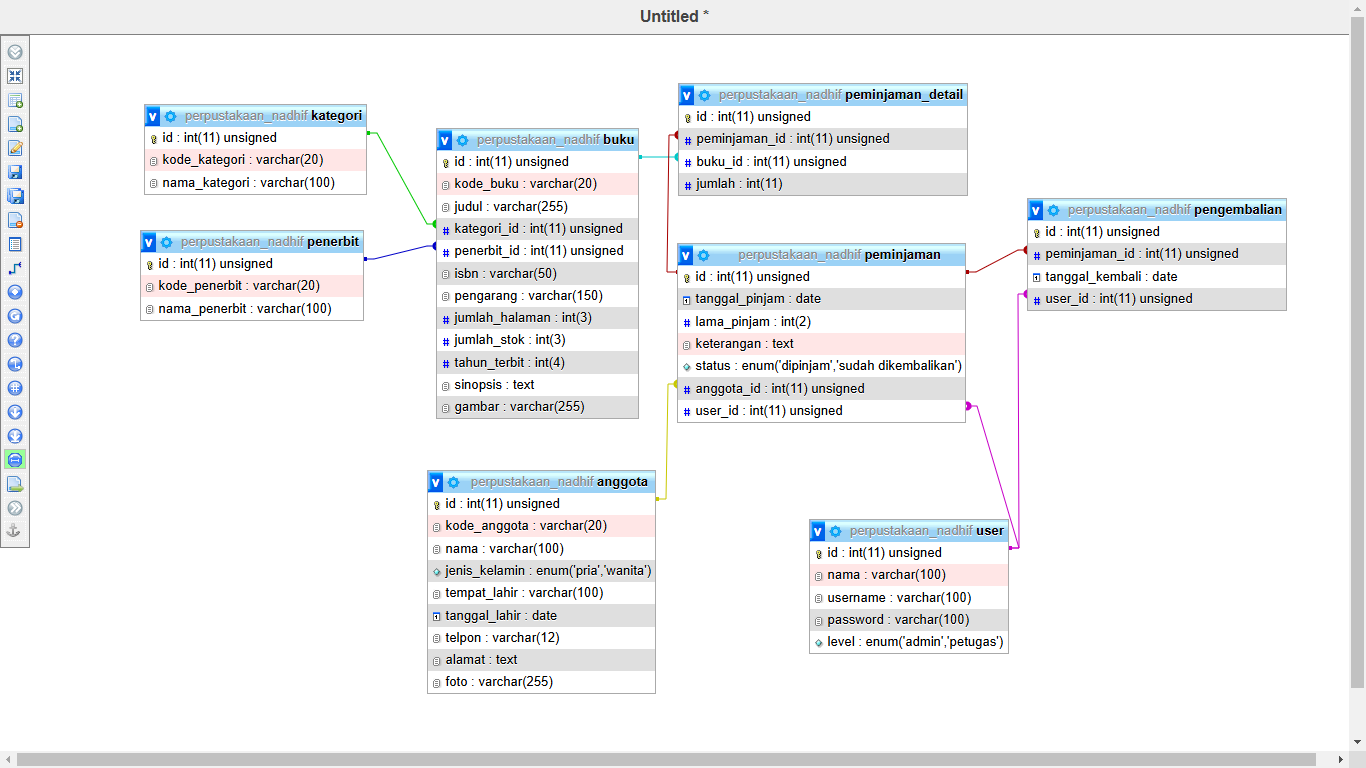 Untitled *
perpustakaan_nadhif kategori
id : int(11) unsigned
kode_kategori : varchar(20)
nama_kategori : varchar(100)
perpustakaan_nadhif penerbit
id : int(11) unsigned
kode_penerbit : varchar(20)
nama_penerbit : varchar(100)
perpustakaan_nadhif buku
id : int(11) unsigned
kode_buku : varchar(20)
judul : varchar(255)
kategori_id : int(11) unsigned
penerbit_id : int(11) unsigned
isbn : varchar(50)
pengarang : varchar(150)
jumlah_halaman : int(3)
jumlah_stok : int(3)
tahun_terbit : int(4)
sinopsis : text
gambar : varchar(255)
perpustakaan_nadhif peminjaman_detail
id : int(11) unsigned
peminjaman_id : int(11) unsigned
buku_id : int(11) unsigned
jumlah : int(11)
perpustakaan_nadhif peminjaman
id : int(11) unsigned
tanggal_pinjam : date
lama_pinjam : int(2)
keterangan : text
status : enum('dipinjam','sudah dikembalikan')
anggota_id : int(11) unsigned
user_id : int(11) unsigned
perpustakaan_nadhif pengembalian
id : int(11) unsigned
peminjaman_id : int(11) unsigned
tanggal_kembali : date
user_id : int(11) unsigned
perpustakaan_nadhif anggota
id : int(11) unsigned
kode_anggota : varchar(20)
nama : varchar(100)
jenis_kelamin : enum('pria','wanita')
tempat_lahir : varchar(100)
tanggal_lahir : date
telpon : varchar(12)
alamat : text
foto : varchar(255)
perpustakaan_nadhif user
id : int(11) unsigned
nama : varchar(100)
username : varchar(100)
password : varchar(100)
level : enum('admin','petugas')